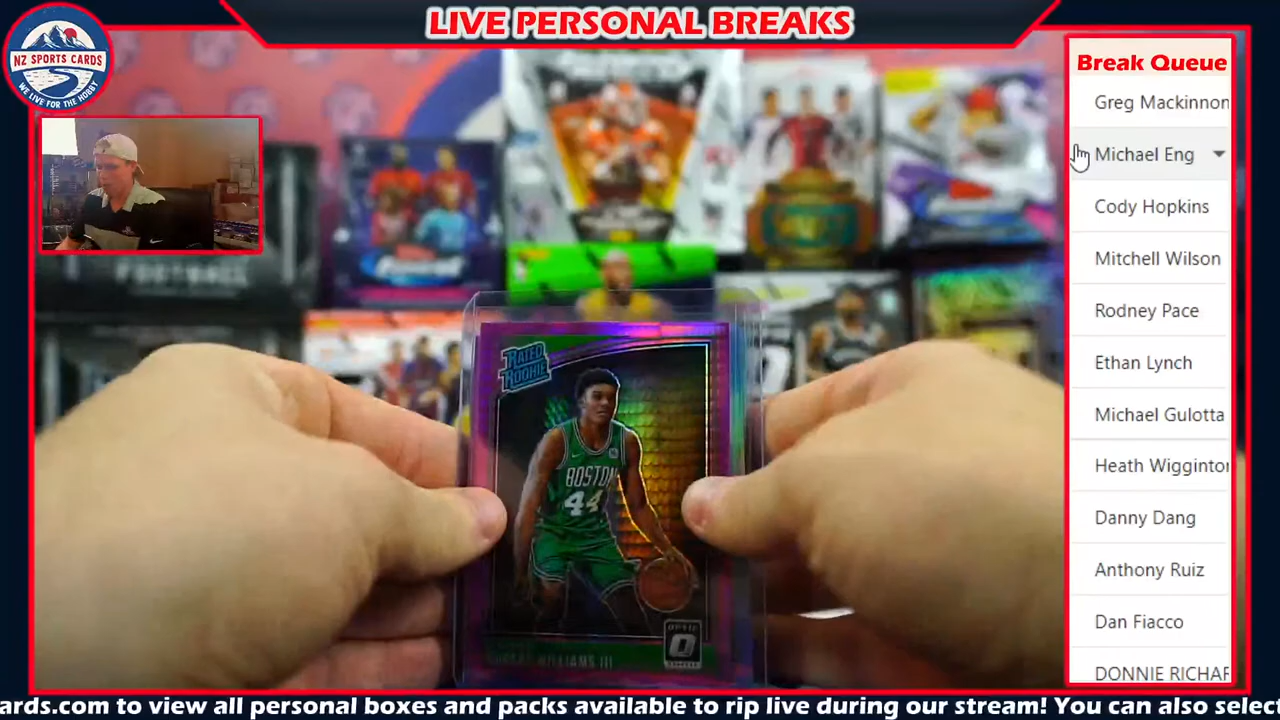 LIVE PERSONAL BREAKS
NZ SPORTS CARDS
WE LIVE FOR THE HOBBY
Break Queue
Greg Mackinnon
Michael Eng
Cody Hopkins
Mitchell Wilson
Rodney Pace
Ethan Lynch
Michael Gulotta
Heath Wigginton
Danny Dang
Anthony Ruiz
Dan Fiacco
DONNIE RICHAR
FOOTBALL
RATED
ROOKIE
BOSTON
44
WILLIAMS III
OPTIC
ards.com to view all personal boxes and packs available to rip live during our stream! You can also select